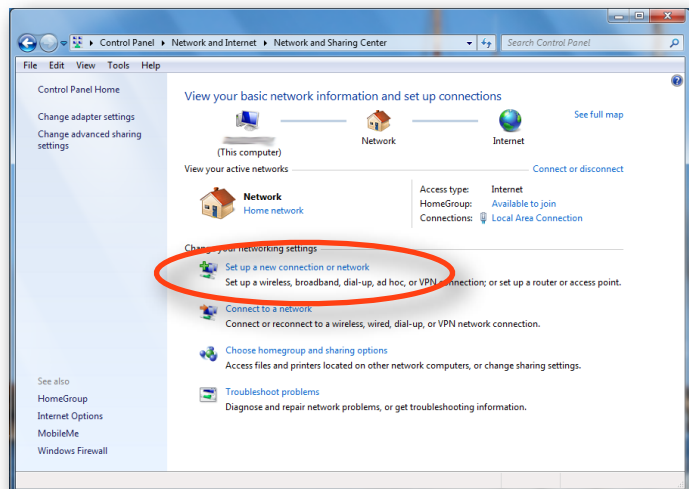 Control Panel ▸ Network and Internet ▸ Network and Sharing Center
Search Control Panel
File Edit View Tools Help
Control Panel Home
Change adapter settings
Change advanced sharing
settings
See also
HomeGroup
Internet Options
MobileMe
Windows Firewall
View your basic network information and set up connections
See full map
(This computer)
Network
Internet
View your active networks
Connect or disconnect
Network
Home network
Access type: Internet
HomeGroup: Available to join
Connections: Local Area Connection
Change your networking settings
Set up a new connection or network
Set up a wireless, broadband, dial-up, ad hoc, or VPN connection; or set up a router or access point.
Connect to a network
Connect or reconnect to a wireless, wired, dial-up, or VPN network connection.
Choose homegroup and sharing options
Access files and printers located on other network computers, or change sharing settings.
Troubleshoot problems
Diagnose and repair network problems, or get troubleshooting information.